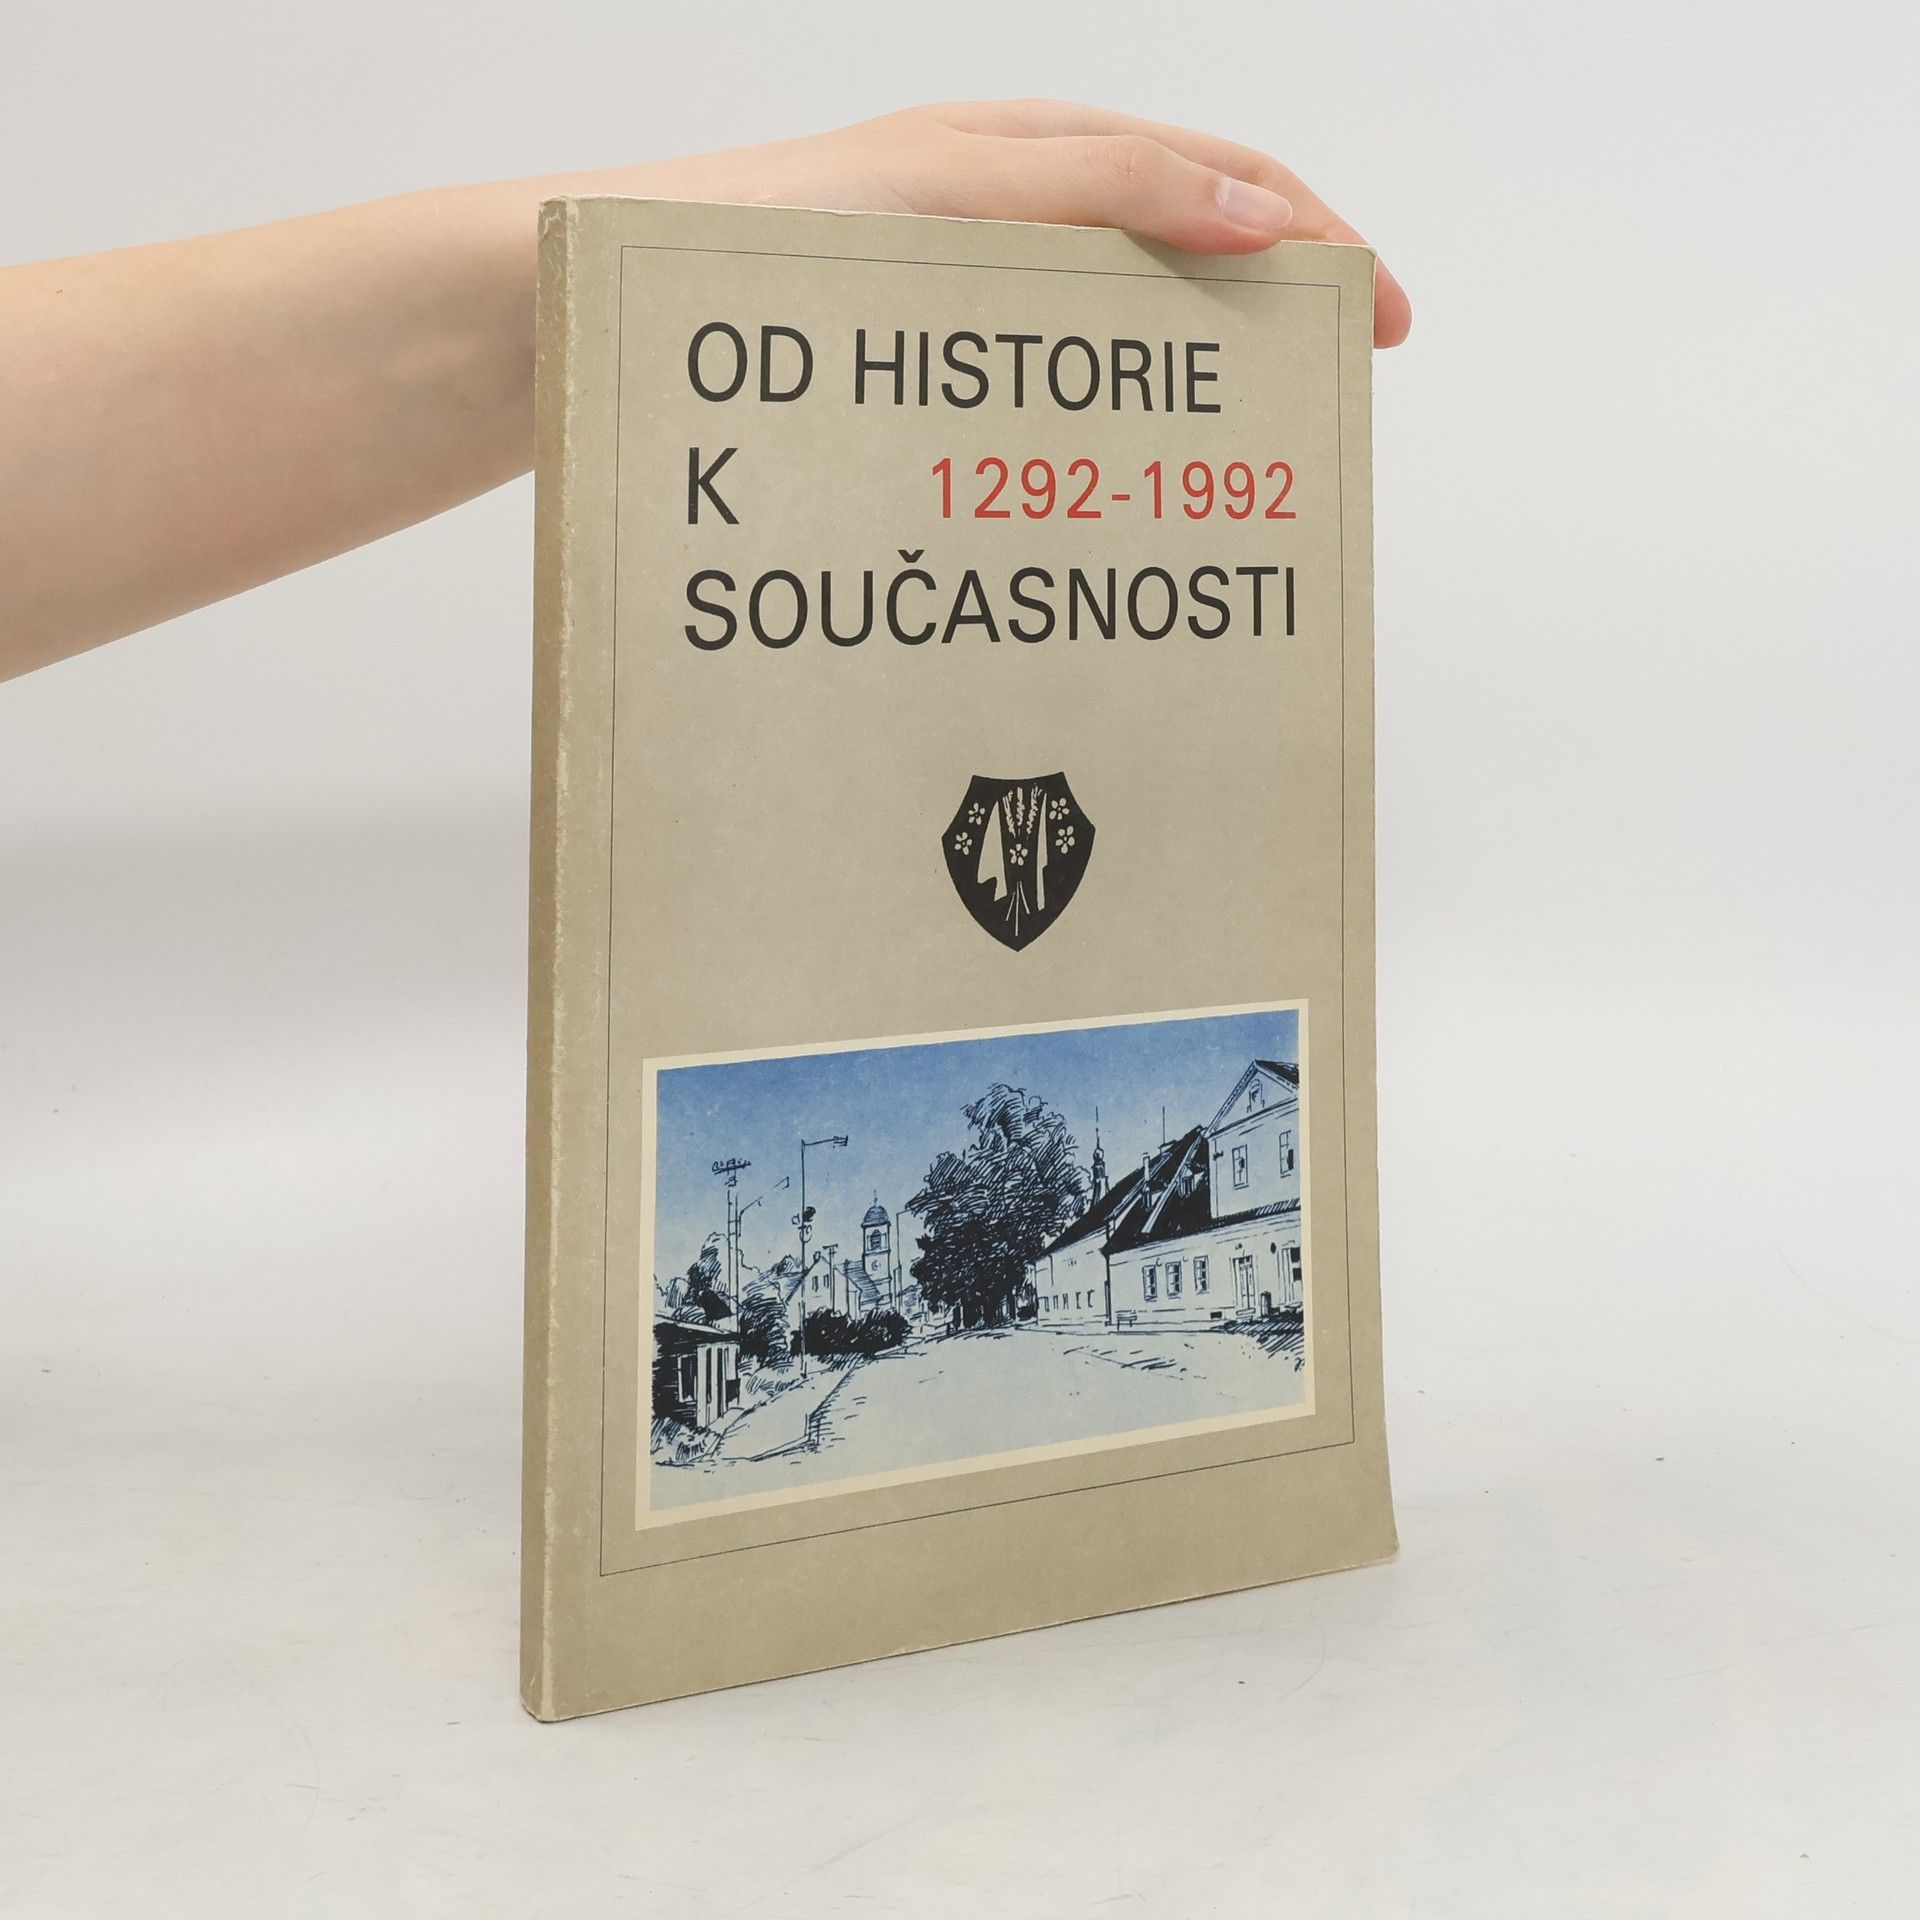 OD HISTORIE
K 1292-1992
SOUČASNOSTI